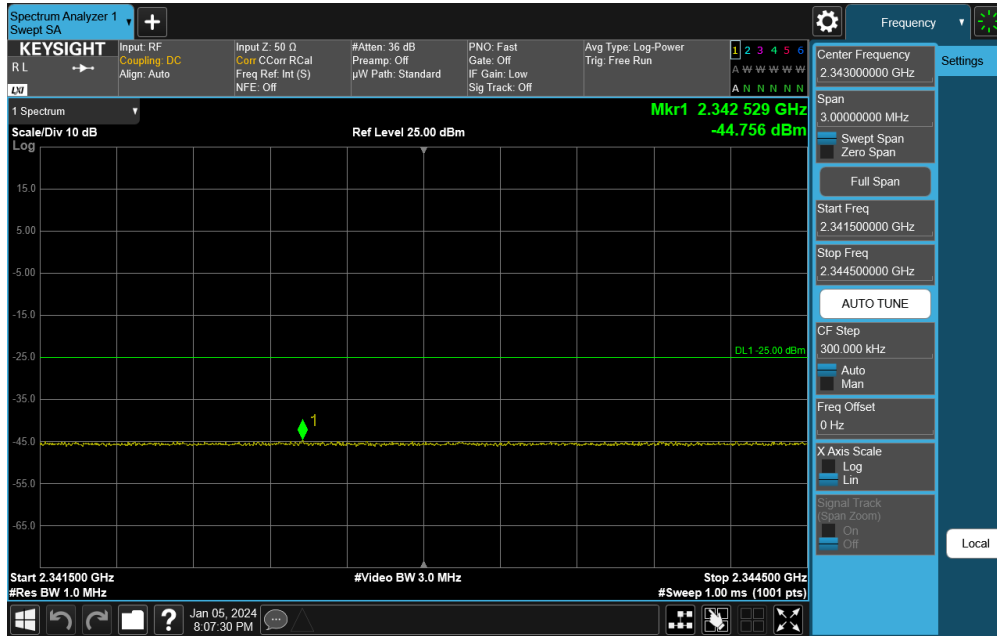 Spectrum Analyzer 1
Swept SA
+
Frequency
KEYSIGHT
R L
LXI
Input: RF
Coupling: DC
Align: Auto
Input Z: 50 Ω
Corr CCorr RCal
Freq Ref: Int (S)
NFE: Off
#Atten: 36 dB
Preamp: Off
µW Path: Standard
PNO: Fast
Gate: Off
IF Gain: Low
Sig Track: Off
Avg Type: Log-Power
Trig: Free Run
1 2 3 4 5 6
A W W W W W
A N N N N N
1 Spectrum
Scale/Div 10 dB
Log
Ref Level 25.00 dBm
Mkr1 2.342 529 GHz
-44.756 dBm
15.0
5.00
-5.00
-15.0
-25.0
-35.0
-45.0
-55.0
-65.0
DL1 -25.00 dBm
1
Start 2.341500 GHz
#Res BW 1.0 MHz
#Video BW 3.0 MHz
Stop 2.344500 GHz
#Sweep 1.00 ms (1001 pts)
Center Frequency
2.343000000 GHz
Span
3.00000000 MHz
Swept Span
Zero Span
Full Span
Start Freq
2.341500000 GHz
Stop Freq
2.344500000 GHz
AUTO TUNE
CF Step
300.000 kHz
Auto
Man
Freq Offset
0 Hz
X Axis Scale
Log
Lin
Signal Track
(Span Zoom)
On
Off
Settings
Local
?
Jan 05, 2024
8:07:30 PM